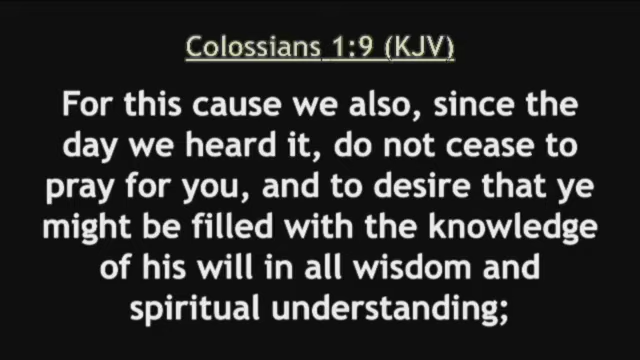 Colossians 1:9 (KJV)
For this cause we also, since the
day we heard it, do not cease to
pray for you, and to desire that ye
might be filled with the knowledge
of his will in all wisdom and
spiritual understanding;